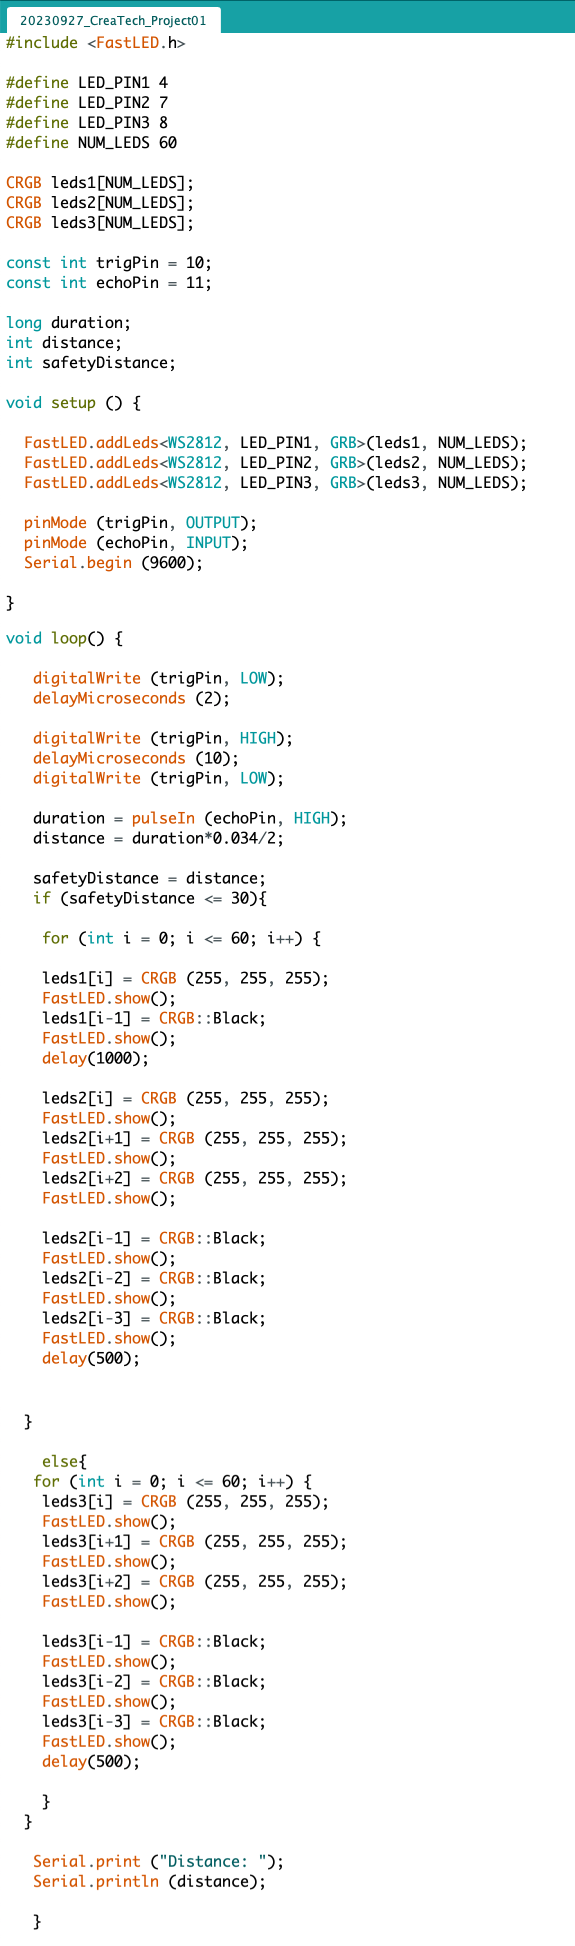 20230927_CreaTech_Project01
#include <FastLED.h>
#define LED_PIN1 4
#define LED_PIN2 7
#define LED_PIN3 8
#define NUM_LEDS 60
CRGB leds1[NUM_LEDS];
CRGB leds2[NUM_LEDS];
CRGB leds3[NUM_LEDS];
const int trigPin = 10;
const int echoPin = 11;
long duration;
int distance;
int safetyDistance;
void setup () {
FastLED.addLeds<WS2812, LED_PIN1, GRB>(leds1, NUM_LEDS);
FastLED.addLeds<WS2812, LED_PIN2, GRB>(leds2, NUM_LEDS);
FastLED.addLeds<WS2812, LED_PIN3, GRB>(leds3, NUM_LEDS);
pinMode (trigPin, OUTPUT);
pinMode (echoPin, INPUT);
Serial.begin (9600);
}
void loop() {
digitalWrite (trigPin, LOW);
delayMicroseconds (2);
digitalWrite (trigPin, HIGH);
delayMicroseconds (10);
digitalWrite (trigPin, LOW);
duration = pulseIn (echoPin, HIGH);
distance = duration*0.034/2;
safetyDistance = distance;
if (safetyDistance <= 30){
for (int i = 0; i <= 60; i++) {
leds1[i] = CRGB (255, 255, 255);
FastLED.show();
leds1[i-1] = CRGB::Black;
FastLED.show();
delay(1000);
leds2[i] = CRGB (255, 255, 255);
FastLED.show();
leds2[i+1] = CRGB (255, 255, 255);
FastLED.show();
leds2[i+2] = CRGB (255, 255, 255);
FastLED.show();
leds2[i-1] = CRGB::Black;
FastLED.show();
leds2[i-2] = CRGB::Black;
FastLED.show();
leds2[i-3] = CRGB::Black;
FastLED.show();
delay(500);
}
else{
for (int i = 0; i <= 60; i++) {
leds3[i] = CRGB (255, 255, 255);
FastLED.show();
leds3[i+1] = CRGB (255, 255, 255);
FastLED.show();
leds3[i+2] = CRGB (255, 255, 255);
FastLED.show();
leds3[i-1] = CRGB::Black;
FastLED.show();
leds3[i-2] = CRGB::Black;
FastLED.show();
leds3[i-3] = CRGB::Black;
FastLED.show();
delay(500);
}
}
Serial.print ("Distance: ");
Serial.println (distance);
}